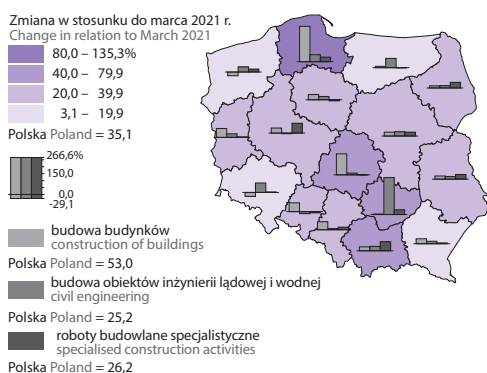 Zmiana w stosunku do marca 2021 r.
Change in relation to March 2021
80,0 – 135,3%
40,0 – 79,9
20,0 – 39,9
3,1 – 19,9
Polska Poland = 35,1
266,6%
150,0
0,0
-29,1
budowa budynków
construction of buildings
Polska Poland = 53,0
budowa obiektów inżynierii lądowej i wodnej
civil engineering
Polska Poland = 25,2
roboty budowlane specjalistyczne
specialised construction activities
Polska Poland = 26,2